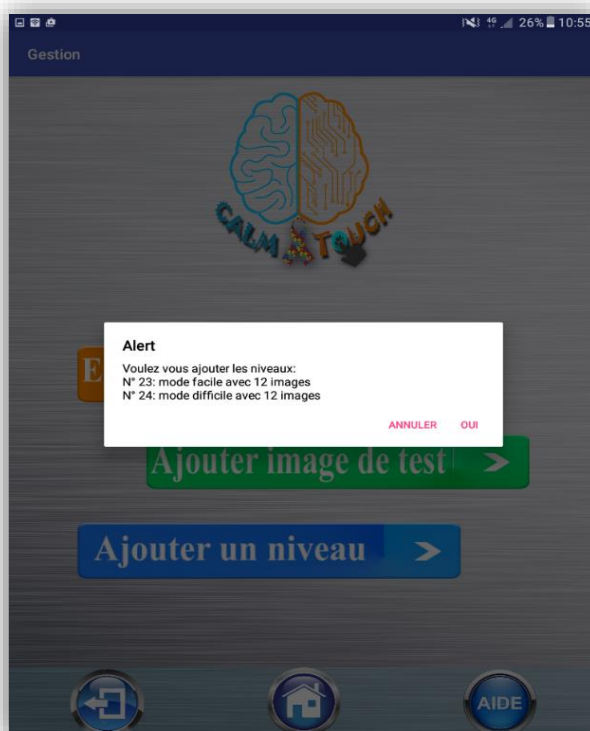 4G 26% 10:55
Gestion
CALM A TOUCH
Alert
Voulez vous ajouter les niveaux:
N° 23: mode facile avec 12 images
N° 24: mode difficile avec 12 images
ANNULER OUI
Ajouter image de test
Ajouter un niveau
AIDE